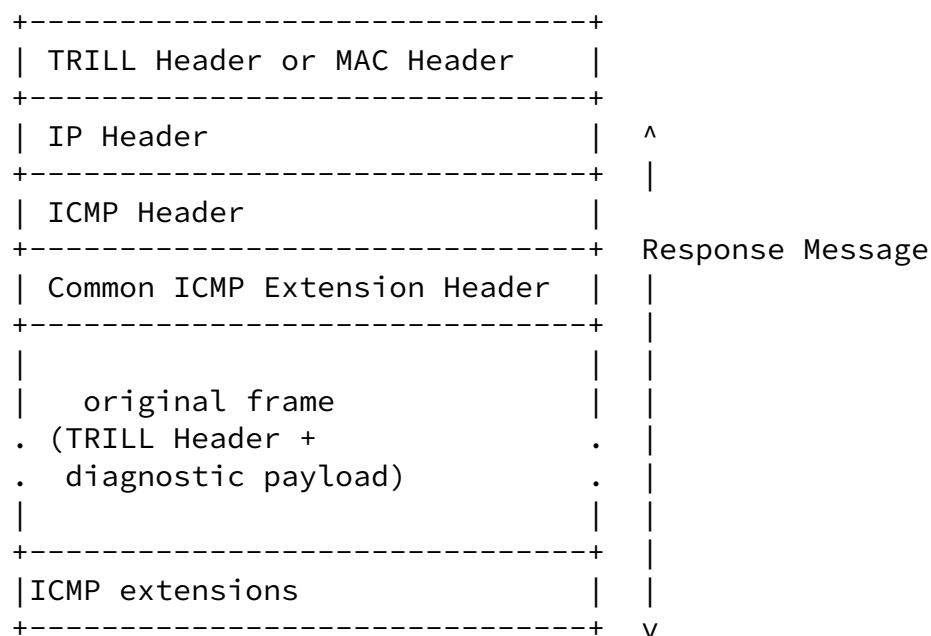 +-------------------------------+
| TRILL Header or MAC Header    |
+-------------------------------+
| IP Header                     |  ^
+-------------------------------+  |
| ICMP Header                   |
+-------------------------------+  Response Message
| Common ICMP Extension Header  |  |
+-------------------------------+  |
|                               |  |
|   original frame              |  |
. (TRILL Header +               .  |
.  diagnostic payload)          .  |
|                               |  |
+-------------------------------+  |
|ICMP extensions                |  |
+-------------------------------+  v